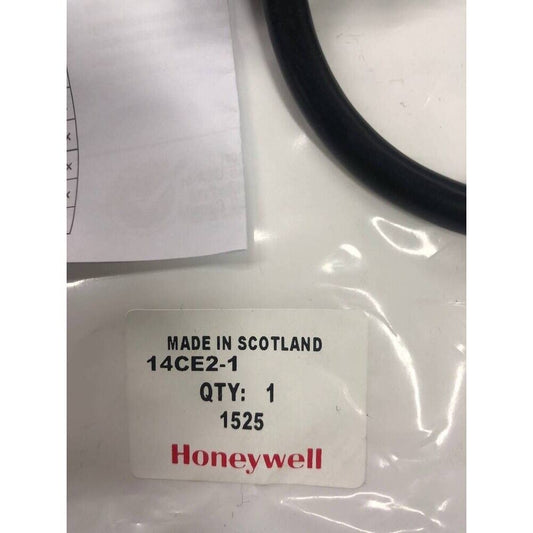 x
x
x
MADE IN SCOTLAND
14CE2-1
QTY: 1
1525
Honeywell